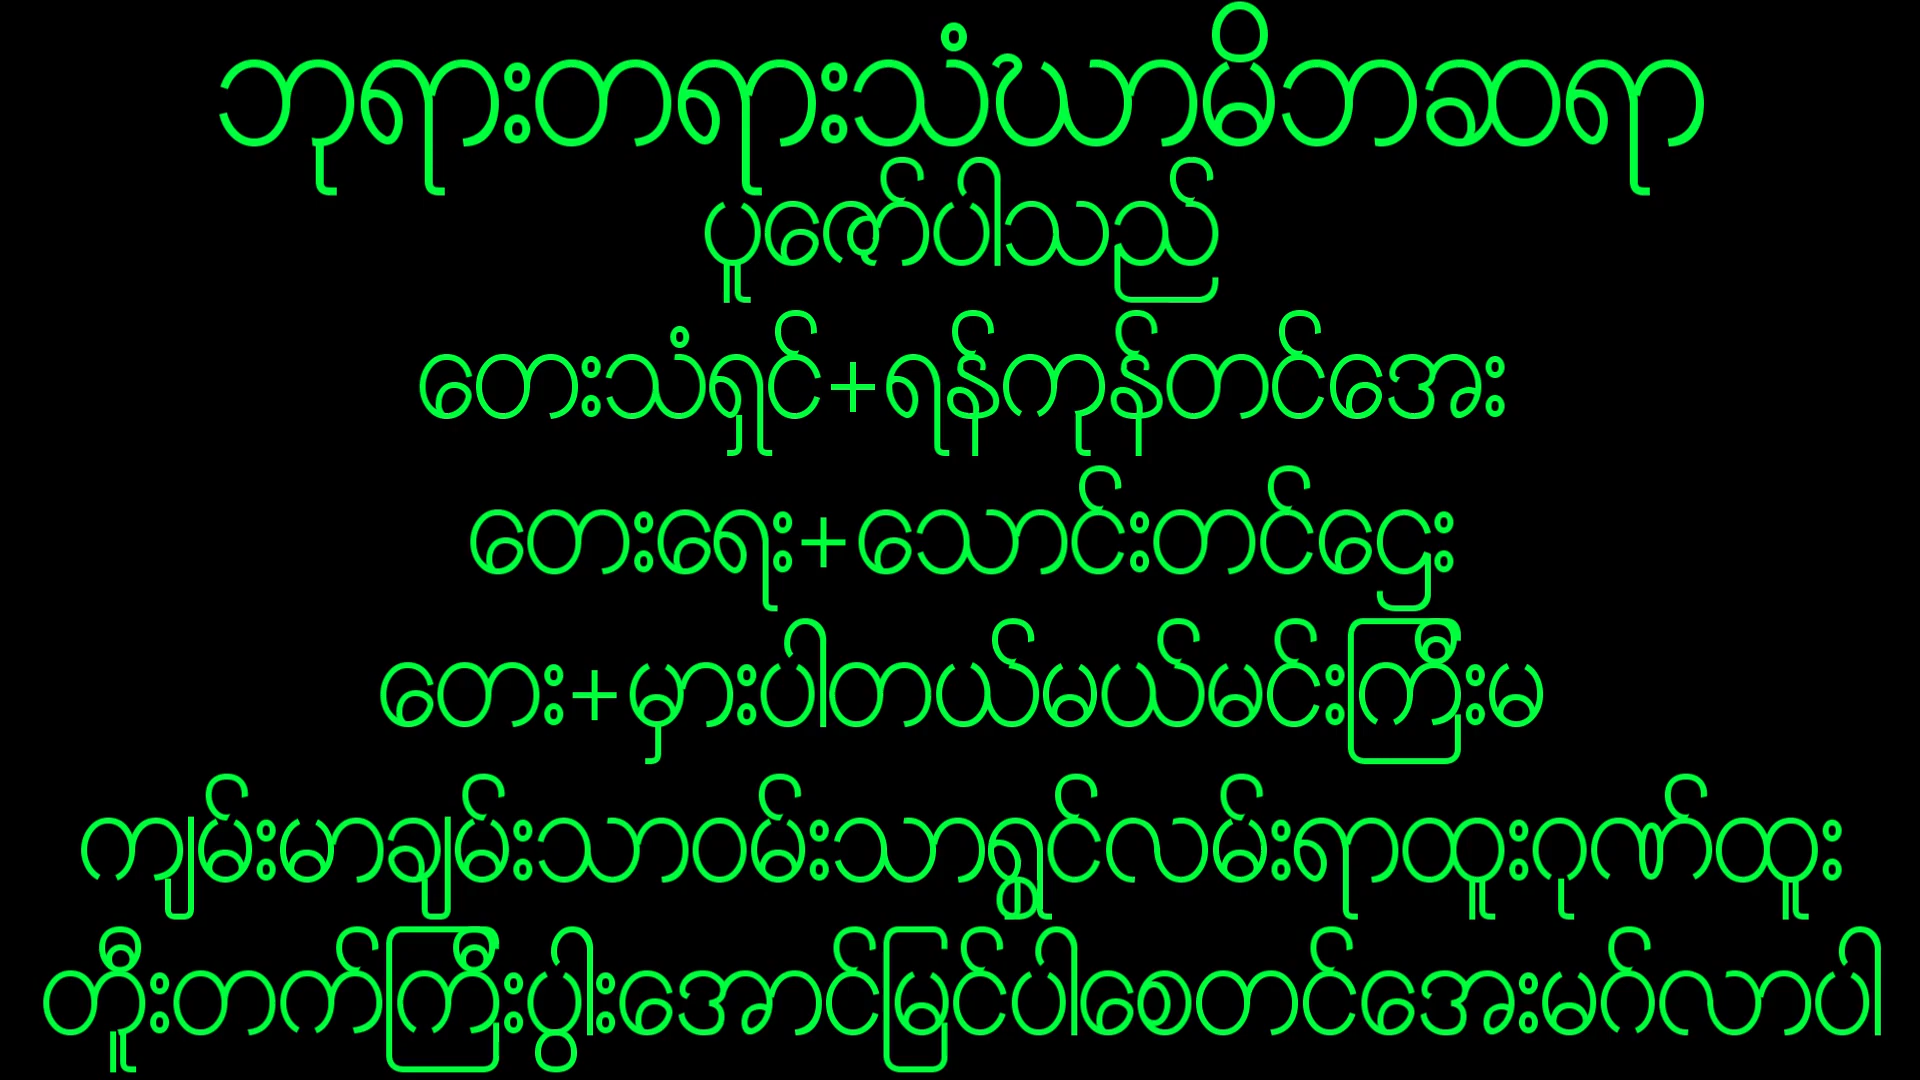 ဘုရားတရားသံဃာမိဘဆရာ
ပူဇော်ပါသည်
တေးသံရှင်+ရန်ကုန်တင်အေး
တေးရေး+သောင်းတင်ဌေး
တေး+မှားပါတယ်မယ်မင်းကြီးမ
ကျမ်းမာချမ်းသာဝမ်းသာရွှင်လမ်းရာထူးဂုဏ်ထူး
တိူးတက်ကြီးပွါးအောင်မြင်ပါစေတင်အေးမင်္ဂလာပါ